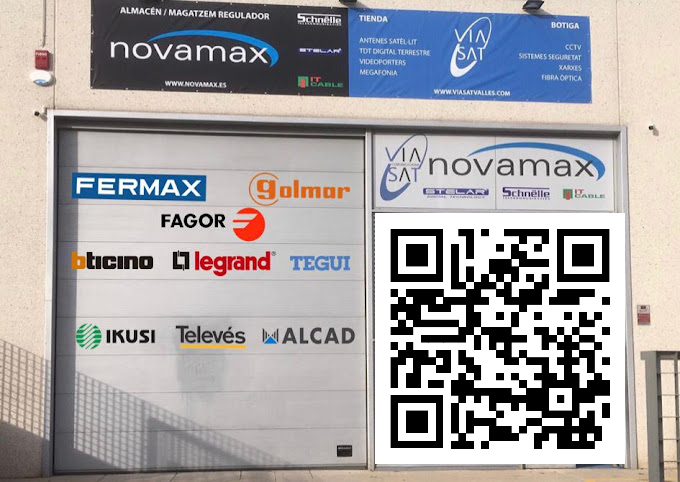 ALMACÉN / MAGATZEM REGULADOR
Schnëlle
novamax
STELAR
IT
CABLE
WWW.NOVAMAX.ES
TIENDA
ANTENES SATÈL·LIT
TDT DIGITAL TERRESTRE
VIDEOPORTERS
MEGAFONIA
VIA
SAT
BOTIGA
CCTV
SISTEMES SEGURETAT
XARXES
FIBRA ÓPTICA
WWW.VIASATVALLES.COM
VIA
SAT
novamax
STELAR
DIGITAL TECHNOLOGY
Schnëlle
IT
CABLE
FERMAX
golmar
FAGOR
bticino
legrand®
TEGUI
IKUSI
Televés
ALCAD